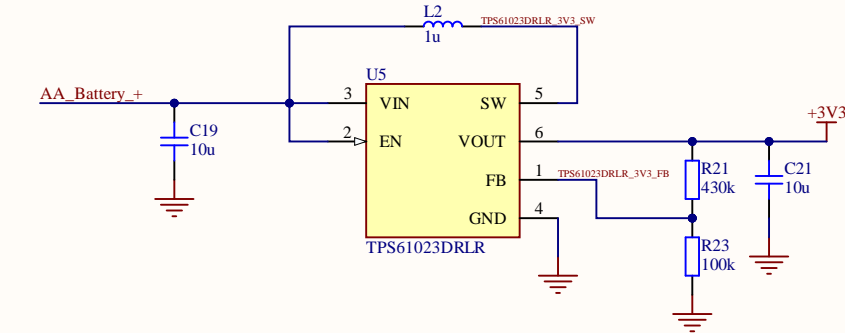 L2
TPS61023DRLR_3V3_SW
1u
U5
AA_Battery_+
3
VIN
SW
5
+3V3
C19
10u
2
EN
VOUT
6
FB
1
TPS61023DRLR_3V3_FB
R21
430k
C21
10u
GND
4
TPS61023DRLR
R23
100k